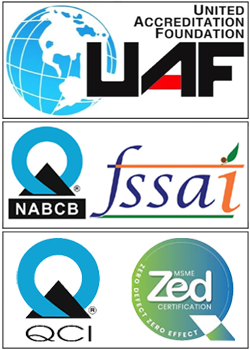 UNITED
ACCREDITATION
FOUNDATION
UAF
®
NABCB
fssai
®
QCI
MSME
Zed
CERTIFICATION
ZERO DEFECT ZERO EFFECT